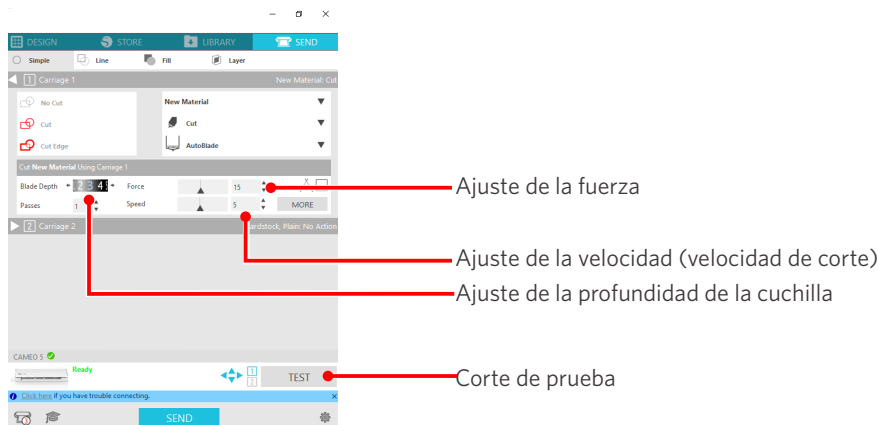 DESIGN STORE LIBRARY SEND
Simple Line Fill Layer
1 Carriage 1 New Material: Cut
No Cut New Material
Cut Cut
Cut Edge AutoBlade
Cut New Material Using Carriage 1
Blade Depth 2 3 4 Force 15
Ajuste de la fuerza
Passes 1 Speed 5 MORE
2 Carriage 2 ardstock, Plain: No Action
Ajuste de la velocidad (velocidad de corte)
Ajuste de la profundidad de la cuchilla
CAMEO 5
Ready
1
2
TEST
Corte de prueba
Click here if you have trouble connecting.
SEND